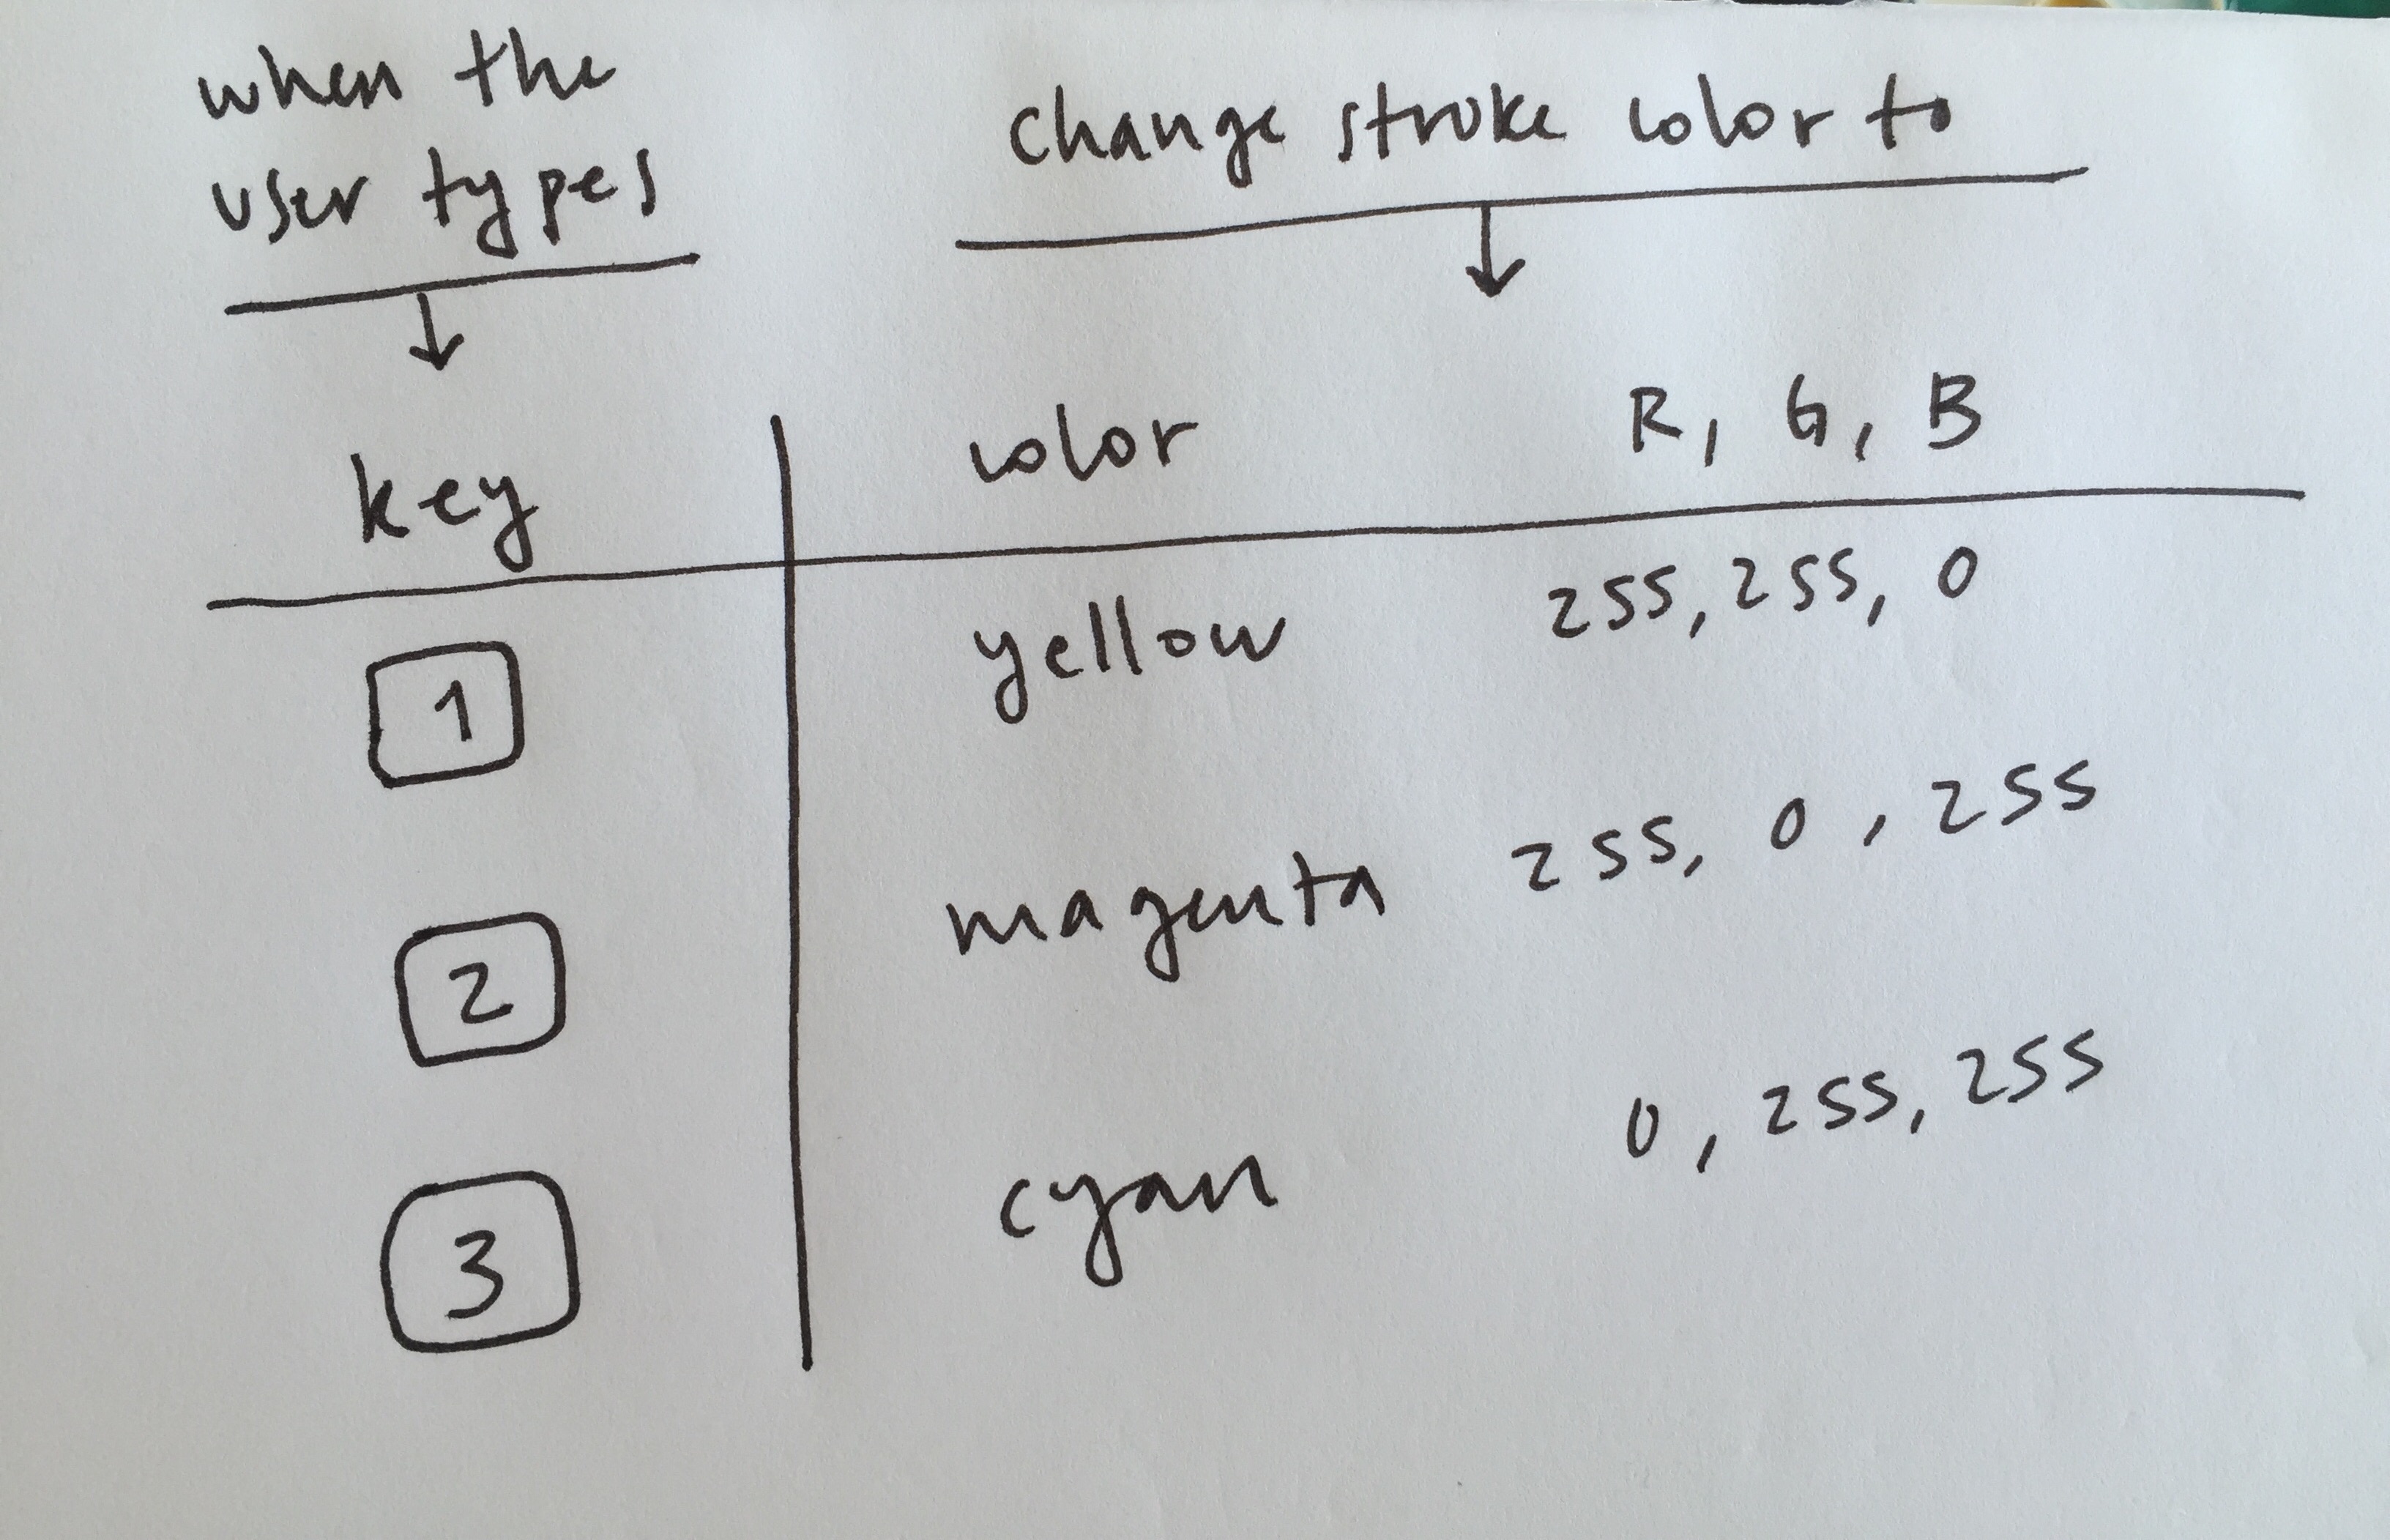 when the
user types
change stroke color to
key
color R, G, B
1 yellow 255, 255, 0
2 magenta 255, 0, 255
3 cyan 0, 255, 255